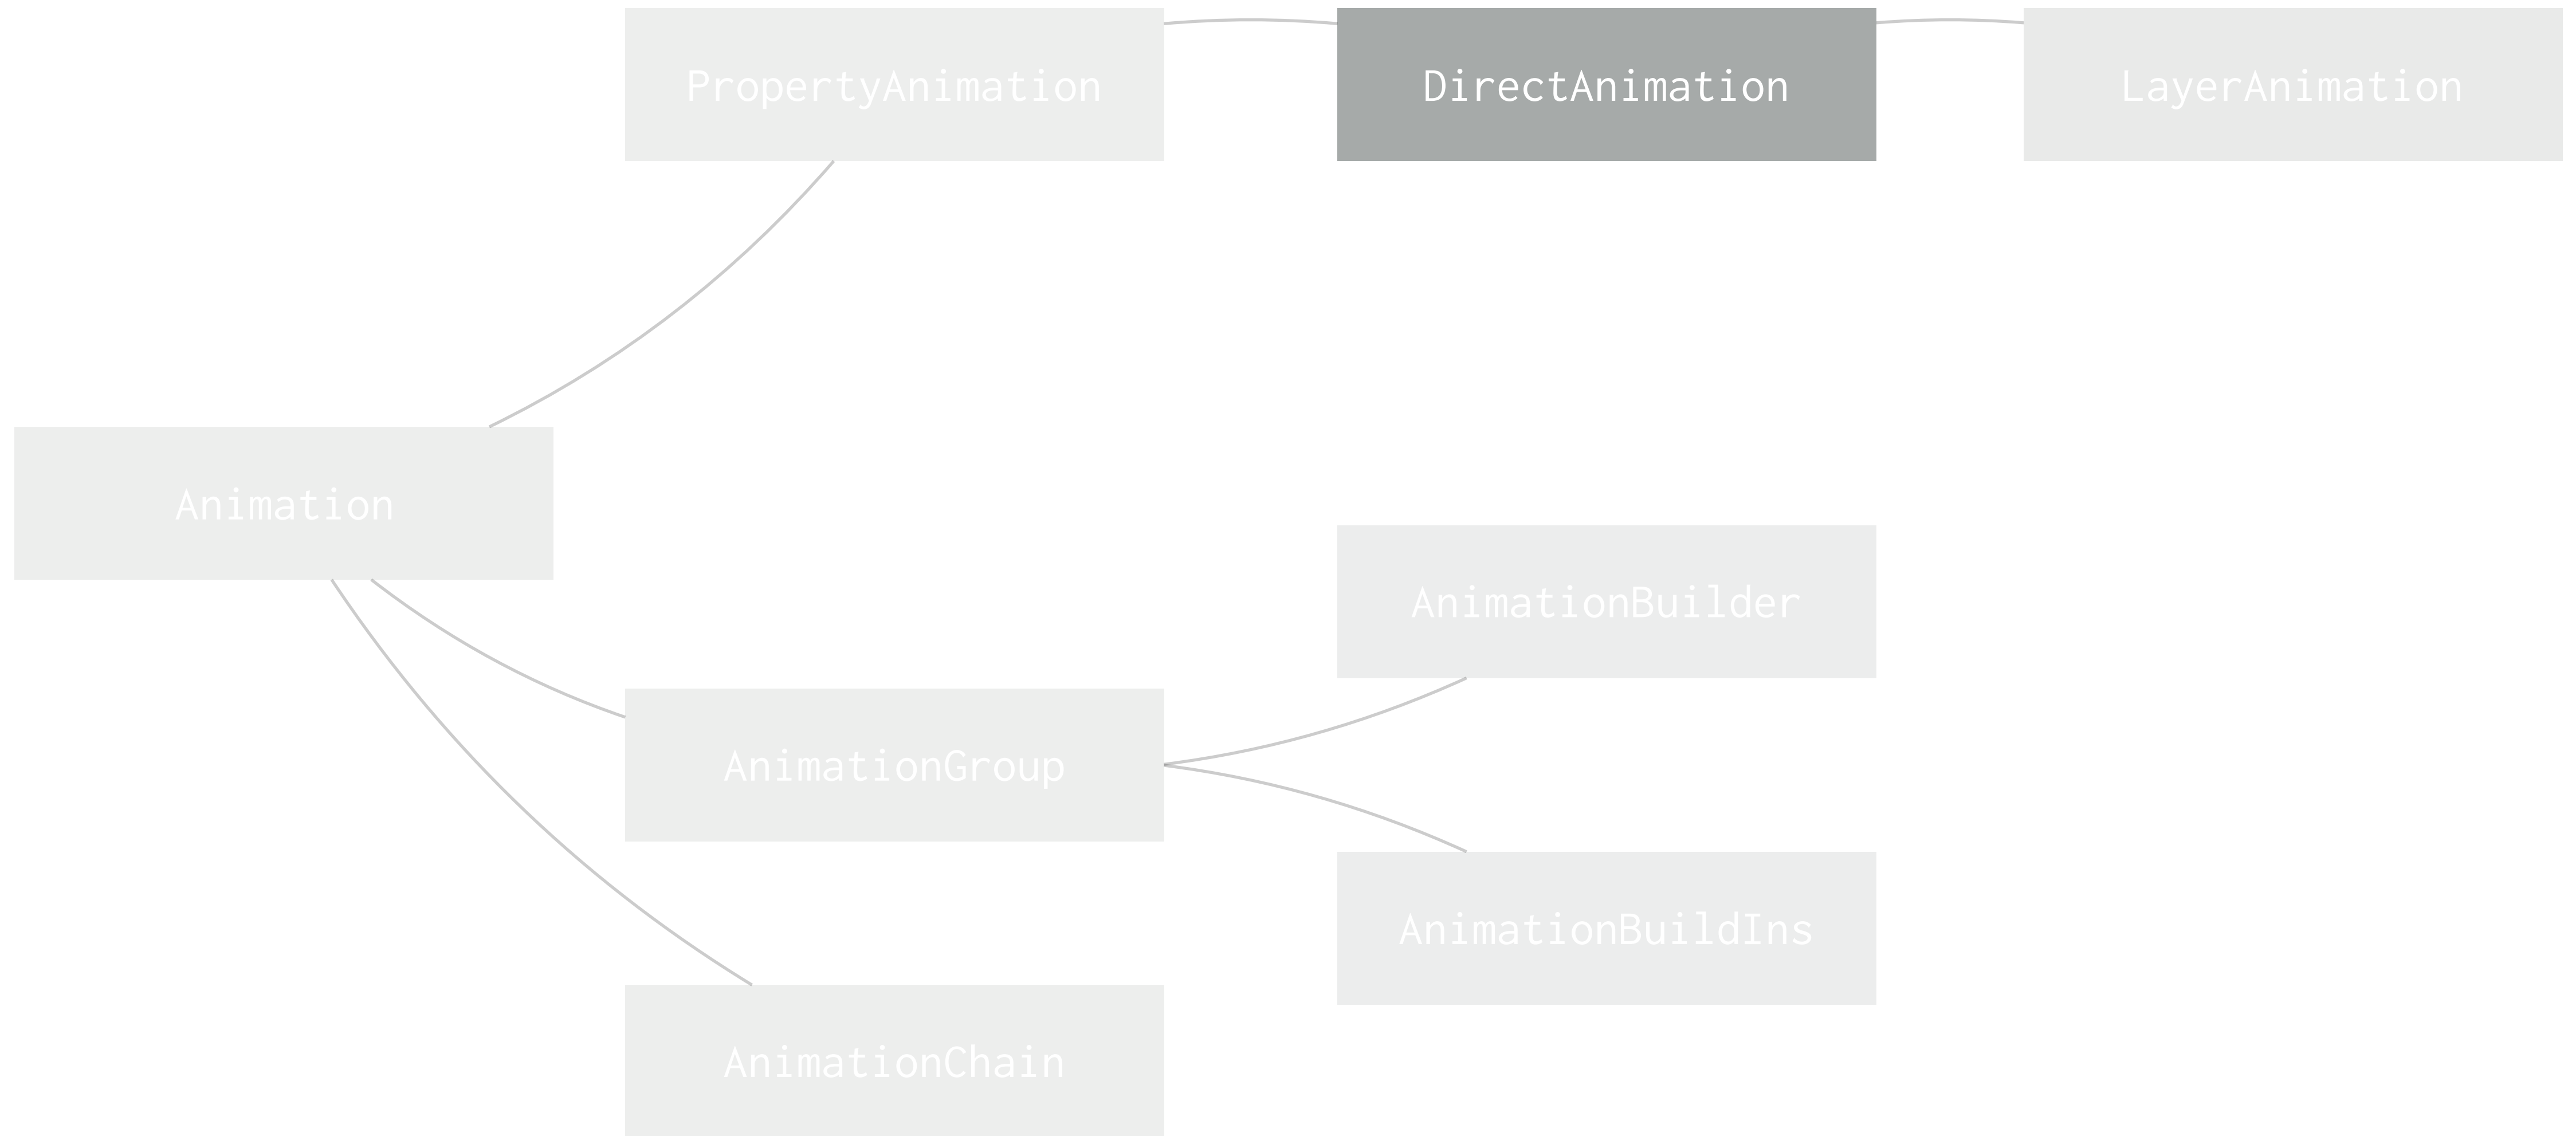 PropertyAnimation
DirectAnimation
LayerAnimation
Animation
AnimationBuilder
AnimationGroup
AnimationBuildIns
AnimationChain